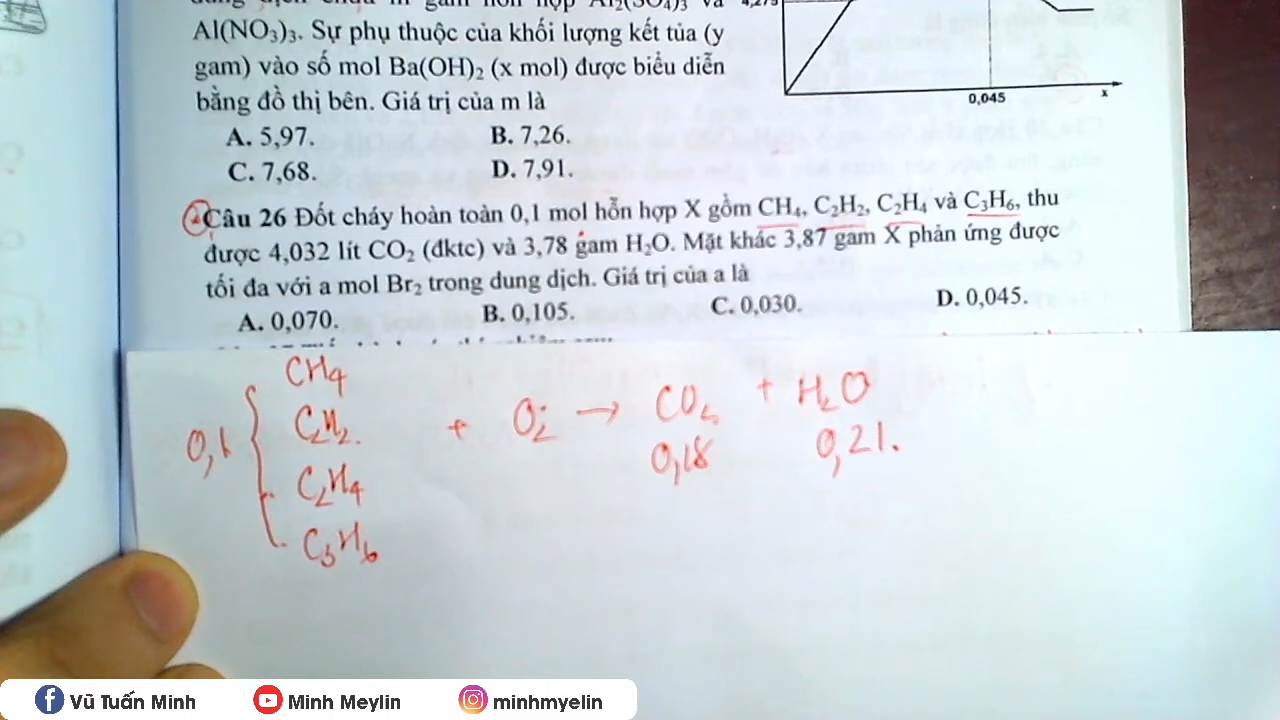 Al(NO₃)₃. Sự phụ thuộc của khối lượng kết tủa (y
gam) vào số mol Ba(OH)₂ (x mol) được biểu diễn
bằng đồ thị bên. Giá trị của m là
0,045 x
A. 5,97. B. 7,26.
C. 7,68. D. 7,91.
Câu 26 Đốt cháy hoàn toàn 0,1 mol hỗn hợp X gồm CH₄, C₂H₂, C₂H₄ và C₃H₆, thu
được 4,032 lít CO₂ (đktc) và 3,78 gam H₂O. Mặt khác 3,87 gam X phản ứng được
tối đa với a mol Br₂ trong dung dịch. Giá trị của a là
A. 0,070. B. 0,105. C. 0,030. D. 0,045.
CH₄
C₂H₂
0,1 + O₂ → CO₂ + H₂O
0,18 0,21.
C₂H₄
C₃H₆
Vũ Tuấn Minh Minh Meylin minhmyelin